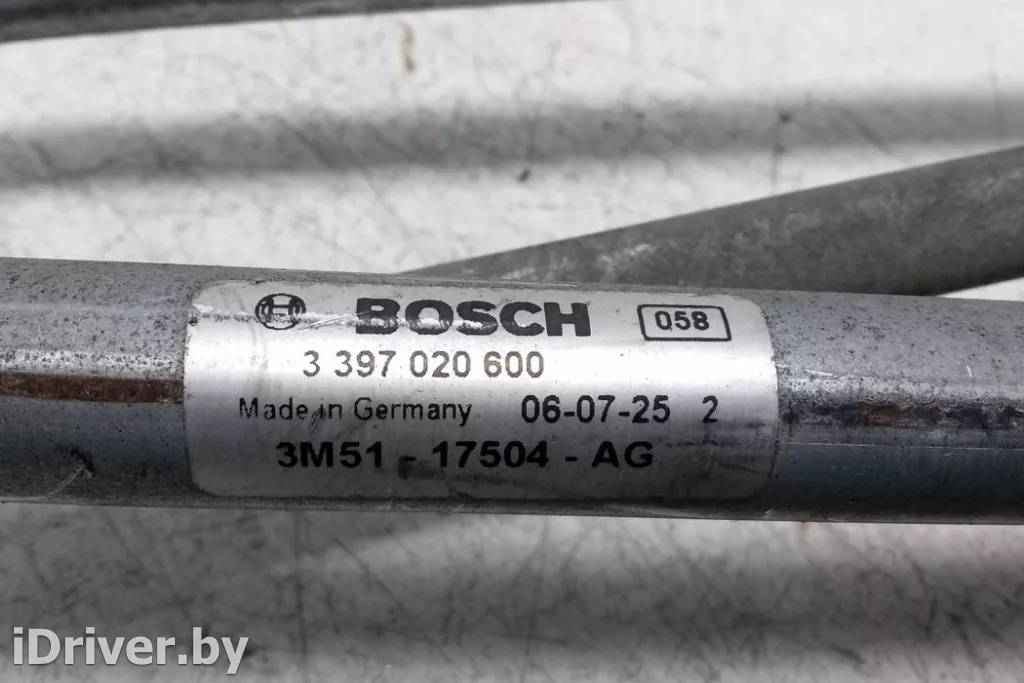 BOSCH 058
3 397 020 600
Made in Germany 06-07-25 2
3M51 - 17504 - AG
iDriver.by